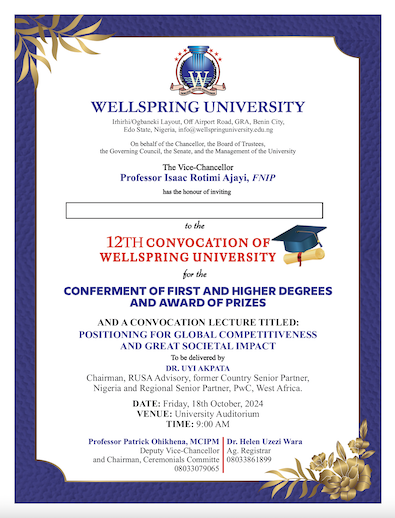 W
WELLSPRING UNIVERSITY
Irhirhi/Ogbaneki Layout, Off Airport Road, GRA, Benin City,
Edo State, Nigeria, info@wellspringuniversity.edu.ng
On behalf of the Chancellor, the Board of Trustees,
the Governing Council, the Senate, and the Management of the University
The Vice-Chancellor
Professor Isaac Rotimi Ajayi, FNIP
has the honour of inviting
to the
12TH CONVOCATION OF
WELLSPRING UNIVERSITY
for the
CONFERMENT OF FIRST AND HIGHER DEGREES
AND AWARD OF PRIZES
AND A CONVOCATION LECTURE TITLED:
POSITIONING FOR GLOBAL COMPETITIVENESS
AND GREAT SOCIETAL IMPACT
To be delivered by
DR. UYI AKPATA
Chairman, RUSA Advisory, former Country Senior Partner,
Nigeria and Regional Senior Partner, PwC, West Africa.
DATE: Friday, 18th October, 2024
VENUE: University Auditorium
TIME: 9:00 AM
Professor Patrick Ohikhena, MCIPM
Deputy Vice-Chancellor
and Chairman, Ceremonials Committe
08033079065
Dr. Helen Uzezi Wara
Ag. Registrar
08033861899